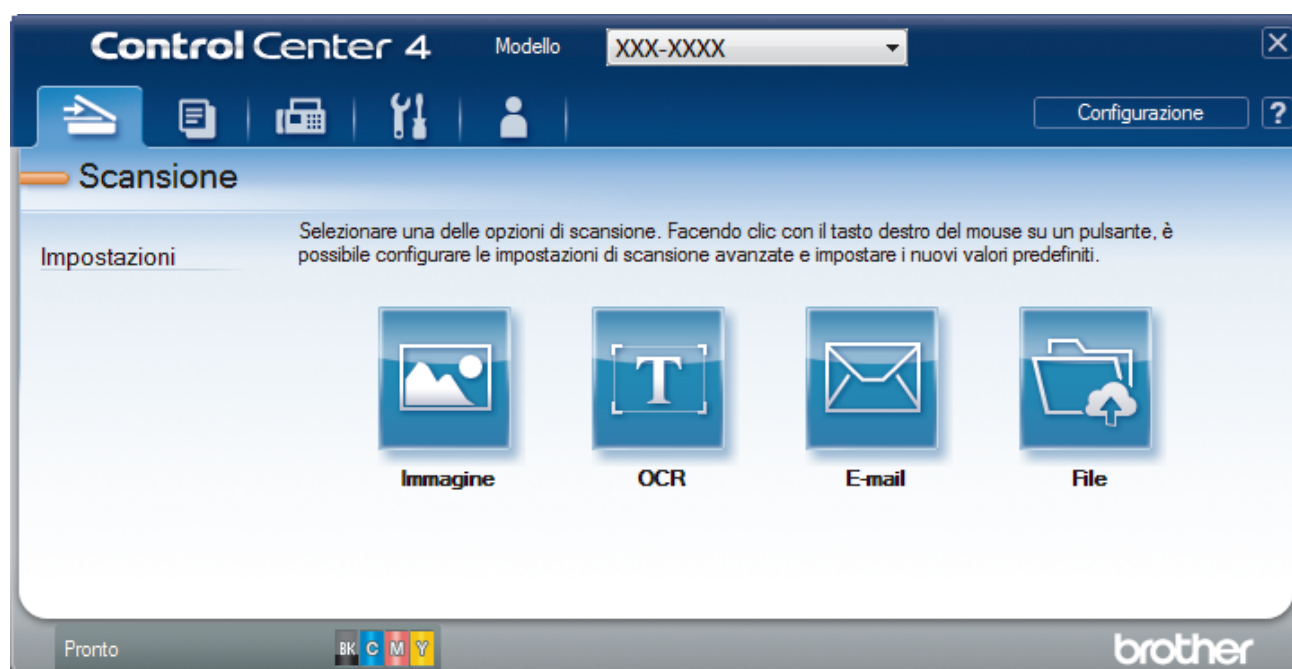 Control Center 4
Modello
XXX-XXXX
Configurazione
?
Scansione
Impostazioni
Selezionare una delle opzioni di scansione. Facendo clic con il tasto destro del mouse su un pulsante, è
possibile configurare le impostazioni di scansione avanzate e impostare i nuovi valori predefiniti.
T
Immagine
OCR
E-mail
File
Pronto
BK C M Y
brother